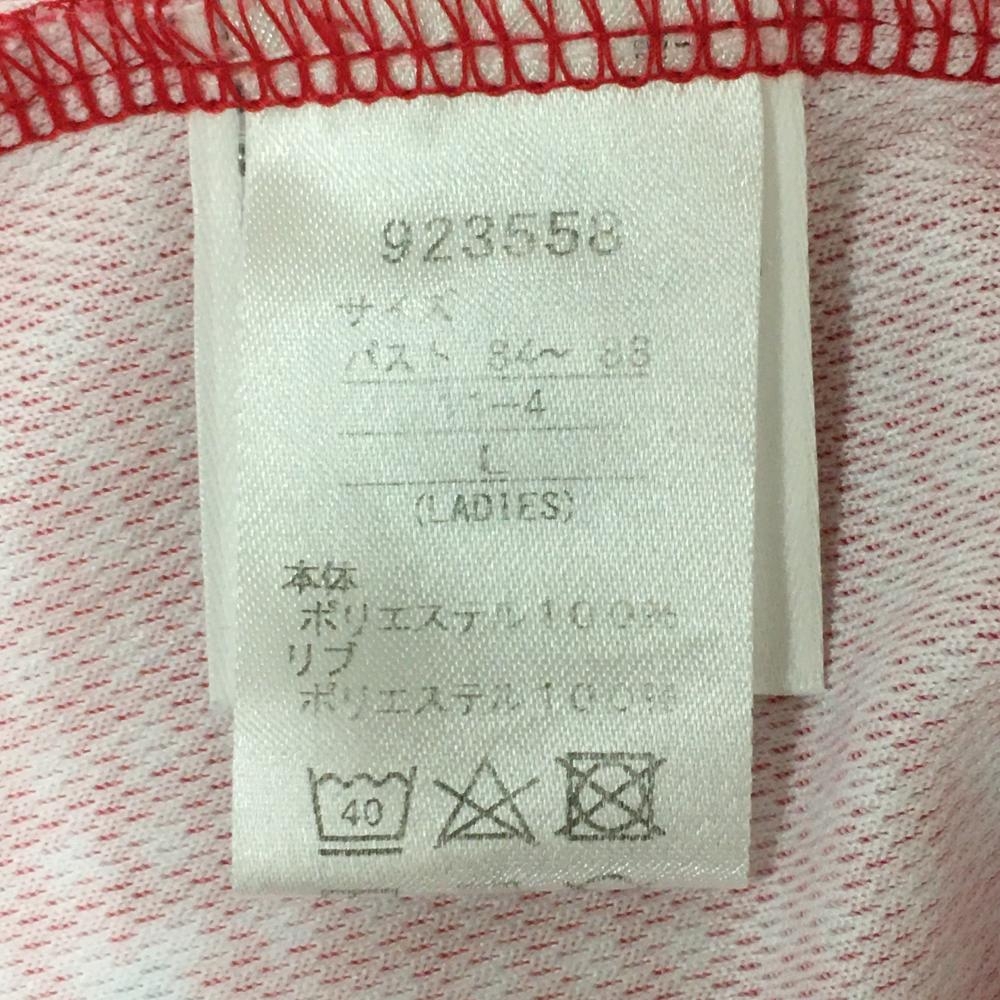 923558
サイズ
バスト 84～ 88
-4
L
(LADIES)
本体
ポリエステル100%
リブ
ポリエステル100%
40